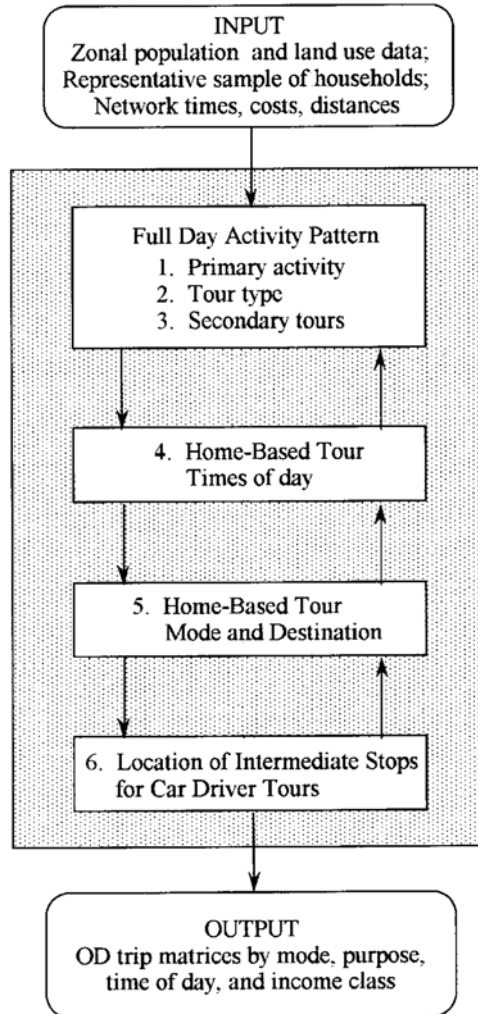 INPUT
Zonal population and land use data;
Representative sample of households;
Network times, costs, distances
Full Day Activity Pattern
1. Primary activity
2. Tour type
3. Secondary tours
4. Home-Based Tour
Times of day
5. Home-Based Tour
Mode and Destination
6. Location of Intermediate Stops
for Car Driver Tours
OUTPUT
OD trip matrices by mode, purpose,
time of day, and income class